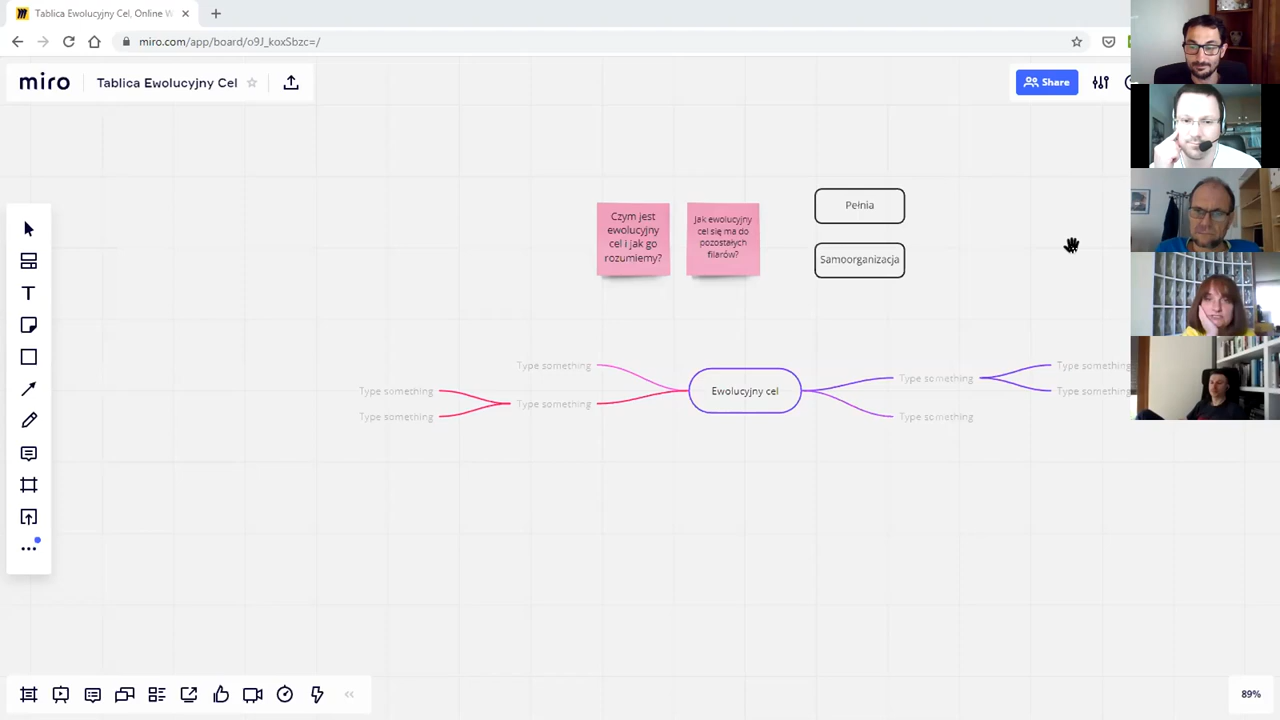 Tablica Ewolucyjny Cel, Online W
miro.com/app/board/o9J_koxSbzc=/
miro
Tablica Ewolucyjny Cel
Share
Czym jest
ewolucyjny
cel i jak go
rozumiemy?
Jak ewolucyjny
cel się ma do
pozostałych
filarów?
Pełnia
Samoorganizacja
Type something
Type something
Type something
Type something
Ewolucyjny cel
Type something
Type something
Type something
Type something
89%